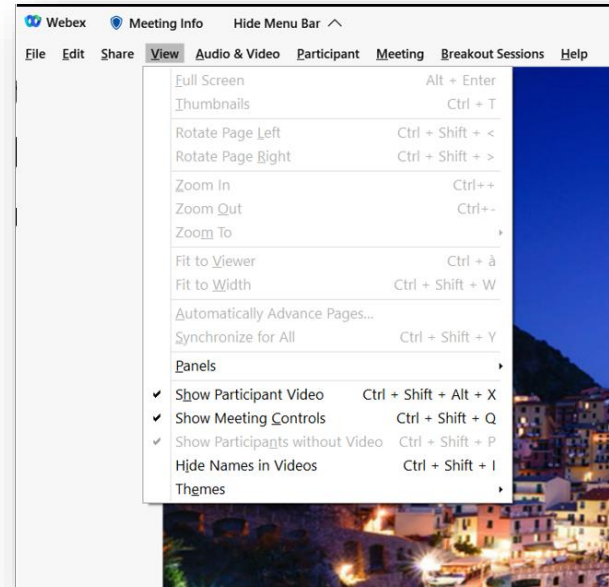 Webex Meeting Info Hide Menu Bar
File Edit Share View Audio & Video Participant Meeting Breakout Sessions Help
Full Screen Alt + Enter
Thumbnails Ctrl + T
Rotate Page Left Ctrl + Shift + <
Rotate Page Right Ctrl + Shift + >
Zoom In Ctrl++
Zoom Out Ctrl+-
Zoom To
Fit to Viewer Ctrl + à
Fit to Width Ctrl + Shift + W
Automatically Advance Pages...
Synchronize for All Ctrl + Shift + Y
Panels
Show Participant Video Ctrl + Shift + Alt + X
Show Meeting Controls Ctrl + Shift + Q
Show Participants without Video Ctrl + Shift + P
Hide Names in Videos Ctrl + Shift + I
Themes